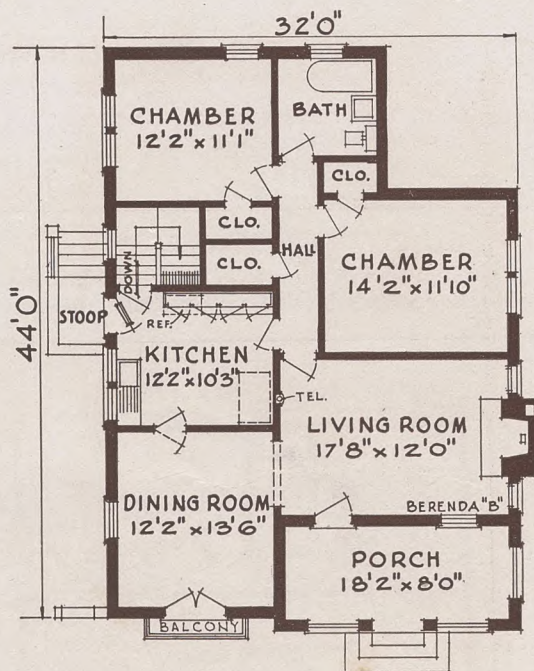 32'0"
CHAMBER
12'2" x 11'1"
BATH
CLO.
CLO.
CLO.
HALL
CHAMBER
14'2" x 11'10"
44'0"
DOWN
STOOP
REF.
KITCHEN
12'2" x 10'3"
TEL.
LIVING ROOM
17'8" x 12'0"
DINING ROOM
12'2" x 13'6"
BERENDA "B"
PORCH
18'2" x 8'0"
BALCONY